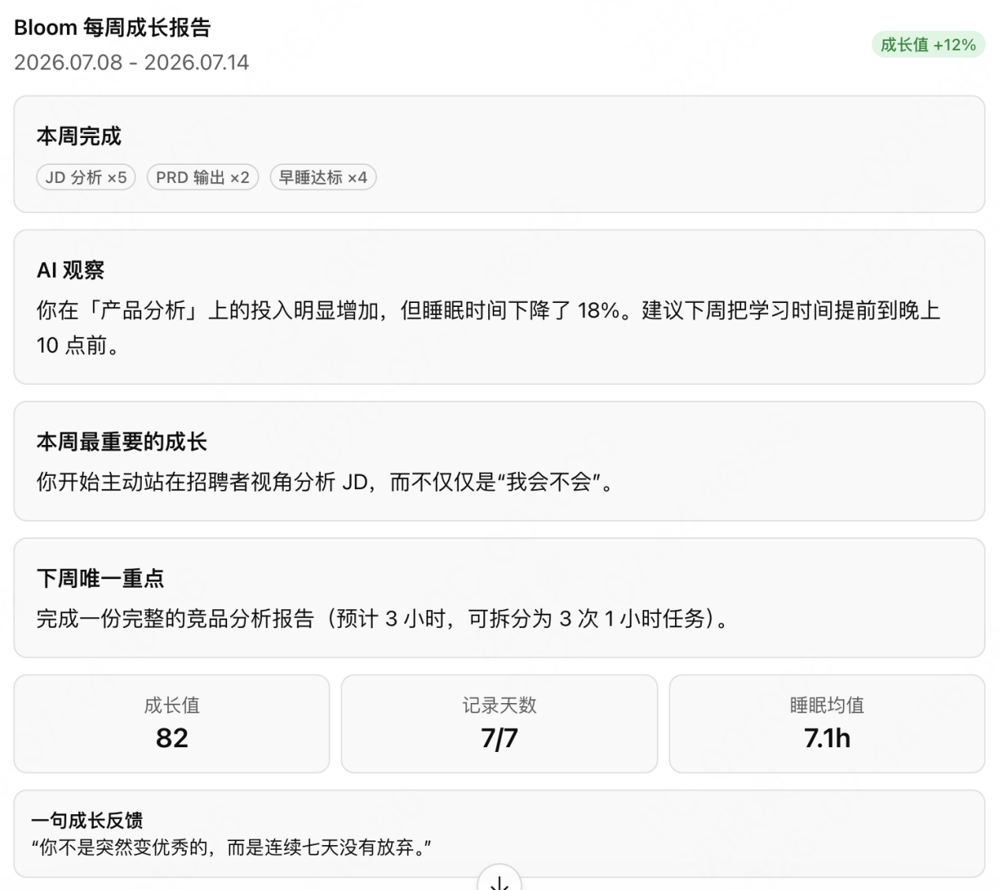 Bloom 每周成长报告
2026.07.08 - 2026.07.14
成长值 +12%
本周完成
JD 分析 ×5
PRD 输出 ×2
早睡达标 ×4
AI 观察
你在「产品分析」上的投入明显增加，但睡眠时间下降了 18%。建议下周把学习时间提前到晚上
10 点前。
本周最重要的成长
你开始主动站在招聘者视角分析 JD，而不仅仅是“我会不会”。
下周唯一重点
完成一份完整的竞品分析报告（预计 3 小时，可拆分为 3 次 1 小时任务）。
成长值
82
记录天数
7/7
睡眠均值
7.1h
一句成长反馈
“你不是突然变优秀的，而是连续七天没有放弃。”